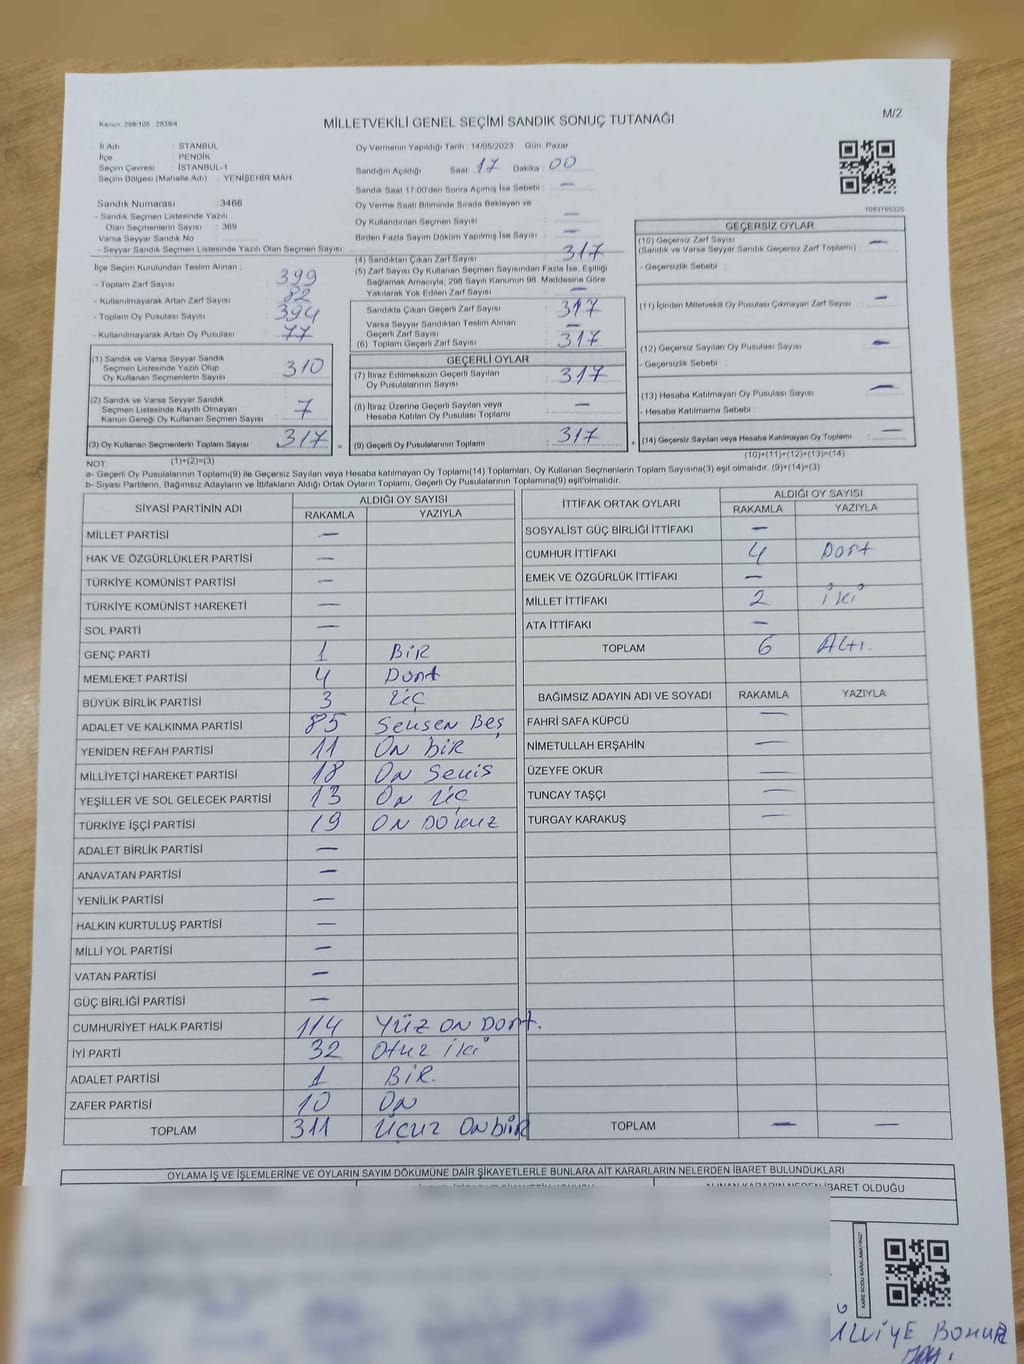 Kanun: 298/105 , 2839/4
MİLLETVEKİLİ GENEL SEÇİMİ SANDIK SONUÇ TUTANAĞI
M/2
İl Adı : İSTANBUL
İlçe : PENDİK
Seçim Çevresi : İSTANBUL-1
Seçim Bölgesi (Mahalle Adı) : YENİŞEHİR MAH.
Sandık Numarası : 3466
- Sandık Seçmen Listesinde Yazılı
Olan Seçmenlerin Sayısı : 369
Varsa Seyyar Sandık No :
- Seyyar Sandık Seçmen Listesinde Yazılı Olan Seçmen Sayısı:
Oy Vermenin Yapıldığı Tarih : 14/05/2023 Gün: Pazar
Sandığın Açıldığı Saat : 17 Dakika : 00
Sandık Saat 17:00'den Sonra Açılmış İse Sebebi : —
Oy Verme Saati Bitiminde Sırada Bekleyen ve
Oy Kullandırılan Seçmen Sayısı : —
Birden Fazla Sayım Döküm Yapılmış İse Sayısı : —
1083785325
İlçe Seçim Kurulundan Teslim Alınan :
- Toplam Zarf Sayısı : 399
- Kullanılmayarak Artan Zarf Sayısı : 82
- Toplam Oy Pusulası Sayısı : 394
- Kullanılmayarak Artan Oy Pusulası : 77
(1) Sandık ve Varsa Seyyar Sandık
Seçmen Listesinde Yazılı Olup
Oy Kullanan Seçmenlerin Sayısı : 310
(2) Sandık ve Varsa Seyyar Sandık
Seçmen Listesinde Kayıtlı Olmayan
Kanun Gereği Oy Kullanan Seçmen Sayısı : 7
(3) Oy Kullanan Seçmenlerin Toplam Sayısı : 317 =
(1)+(2)=(3)
(4) Sandıktan Çıkan Zarf Sayısı : 317
(5) Zarf Sayısı Oy Kullanan Seçmen Sayısından Fazla İse, Eşitliği
Sağlamak Amacıyla; 298 Sayılı Kanunun 98. Maddesine Göre
Yakılarak Yok Edilen Zarf Sayısı : —
Sandıkta Çıkan Geçerli Zarf Sayısı : 317
Varsa Seyyar Sandıktan Teslim Alınan
Geçerli Zarf Sayısı : —
(6) Toplam Geçerli Zarf Sayısı : 317
GEÇERLİ OYLAR
(7) İtiraz Edilmeksizin Geçerli Sayılan
Oy Pusulalarının Sayısı : 317
(8) İtiraz Üzerine Geçerli Sayılan veya
Hesaba Katılan Oy Pusulası Toplamı : —
(9) Geçerli Oy Pusulalarının Toplamı : 317 +
GEÇERSİZ OYLAR
(10) Geçersiz Zarf Sayısı : —
(Sandık ve Varsa Seyyar Sandık Geçersiz Zarf Toplamı)
- Geçersizlik Sebebi :
(11) İçinden Milletvekili Oy Pusulası Çıkmayan Zarf Sayısı : —
(12) Geçersiz Sayılan Oy Pusulası Sayısı : —
- Geçersizlik Sebebi :
(13) Hesaba Katılmayan Oy Pusulası Sayısı : —
- Hesaba Katılmama Sebebi :
(14) Geçersiz Sayılan veya Hesaba Katılmayan Oy Toplamı : —
(10)+(11)+(12)+(13)=(14)
NOT:
a- Geçerli Oy Pusulalarının Toplamı(9) ile Geçersiz Sayılan veya Hesaba katılmayan Oy Toplamı(14) Toplamları, Oy Kullanan Seçmenlerin Toplam Sayısına(3) eşit olmalıdır. (9)+(14)=(3)
b- Siyasi Partilerin, Bağımsız Adayların ve İttifakların Aldığı Ortak Oyların Toplamı, Geçerli Oy Pusulalarının Toplamına(9) eşit olmalıdır.
SİYASİ PARTİNİN ADI ALDIĞI OY SAYISI
RAKAMLA YAZIYLA
MİLLET PARTİSİ —
HAK VE ÖZGÜRLÜKLER PARTİSİ —
TÜRKİYE KOMÜNİST PARTİSİ —
TÜRKİYE KOMÜNİST HAREKETİ —
SOL PARTİ —
GENÇ PARTİ 1 BİR
MEMLEKET PARTİSİ 4 Dört
BÜYÜK BİRLİK PARTİSİ 3 ÜÇ
ADALET VE KALKINMA PARTİSİ 85 Seksen Beş
YENİDEN REFAH PARTİSİ 11 On bir
MİLLİYETÇİ HAREKET PARTİSİ 18 On Sekis
YEŞİLLER VE SOL GELECEK PARTİSİ 13 On Üç
TÜRKİYE İŞÇİ PARTİSİ 19 ON DOkuz
ADALET BİRLİK PARTİSİ —
ANAVATAN PARTİSİ —
YENİLİK PARTİSİ —
HALKIN KURTULUŞ PARTİSİ —
MİLLİ YOL PARTİSİ —
VATAN PARTİSİ —
GÜÇ BİRLİĞİ PARTİSİ —
CUMHURİYET HALK PARTİSİ 114 YÜZ ON Dört.
İYİ PARTİ 32 Otuz İki
ADALET PARTİSİ 1 BİR.
ZAFER PARTİSİ 10 ON
TOPLAM 311 Üçuz Onbir
İTTİFAK ORTAK OYLARI ALDIĞI OY SAYISI
RAKAMLA YAZIYLA
SOSYALİST GÜÇ BİRLİĞİ İTTİFAKI —
CUMHUR İTTİFAKI 4 Dört
EMEK VE ÖZGÜRLÜK İTTİFAKI —
MİLLET İTTİFAKI 2 İki
ATA İTTİFAKI —
TOPLAM 6 Altı.
BAĞIMSIZ ADAYIN ADI VE SOYADI RAKAMLA YAZIYLA
FAHRİ SAFA KÜPCÜ —
NİMETULLAH ERŞAHİN —
ÜZEYFE OKUR —
TUNCAY TAŞÇI —
TURGAY KARAKUŞ —
TOPLAM — —
OYLAMA İŞ VE İŞLEMLERİNE VE OYLARIN SAYIM DÖKÜMÜNE DAİR ŞİKAYETLERLE BUNLARA AİT KARARLARIN NELERDEN İBARET BULUNDUKLARI
ALINAN KARARIN NEDEN İBARET OLDUĞU
KARE KODU KARALAMAYINIZ!